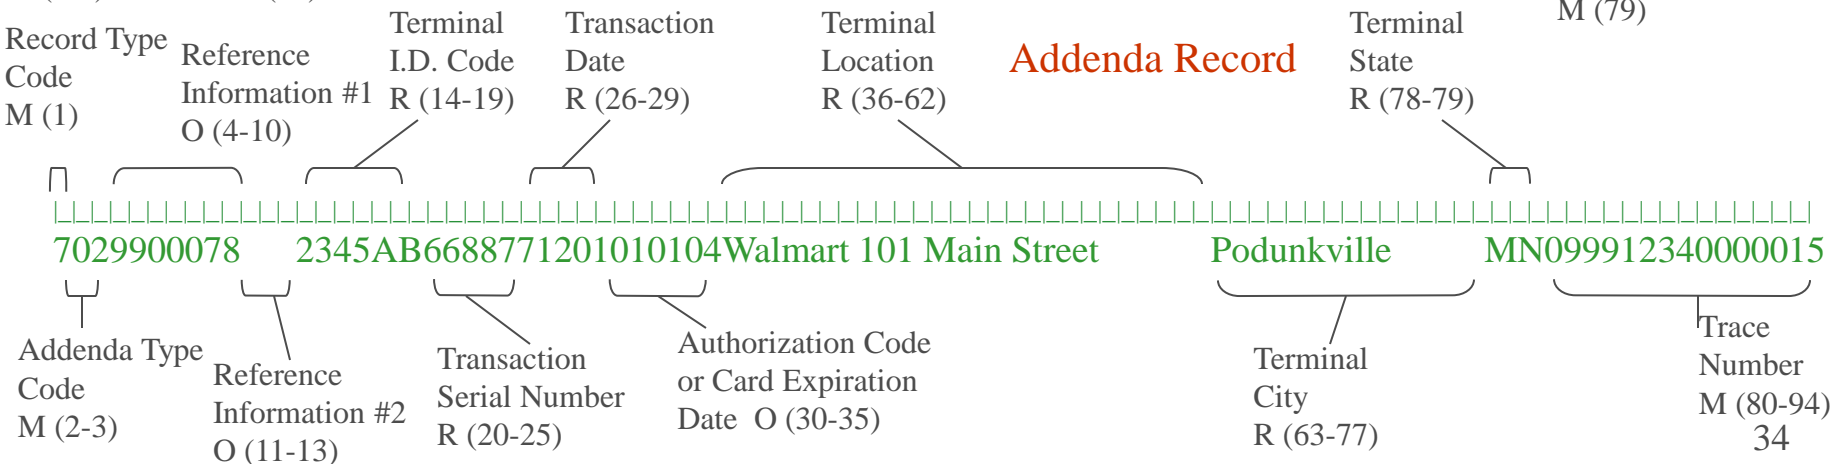 M (79)
Record Type
Code
M (1)
Reference
Information #1
O (4-10)
Terminal
I.D. Code
R (14-19)
Transaction
Date
R (26-29)
Terminal
Location
R (36-62)
Addenda Record
Terminal
State
R (78-79)
7029900078 2345AB6688771201010104Walmart 101 Main Street Podunkville MN099912340000015
Addenda Type
Code
M (2-3)
Reference
Information #2
O (11-13)
Transaction
Serial Number
R (20-25)
Authorization Code
or Card Expiration
Date O (30-35)
Terminal
City
R (63-77)
Trace
Number
M (80-94)
34